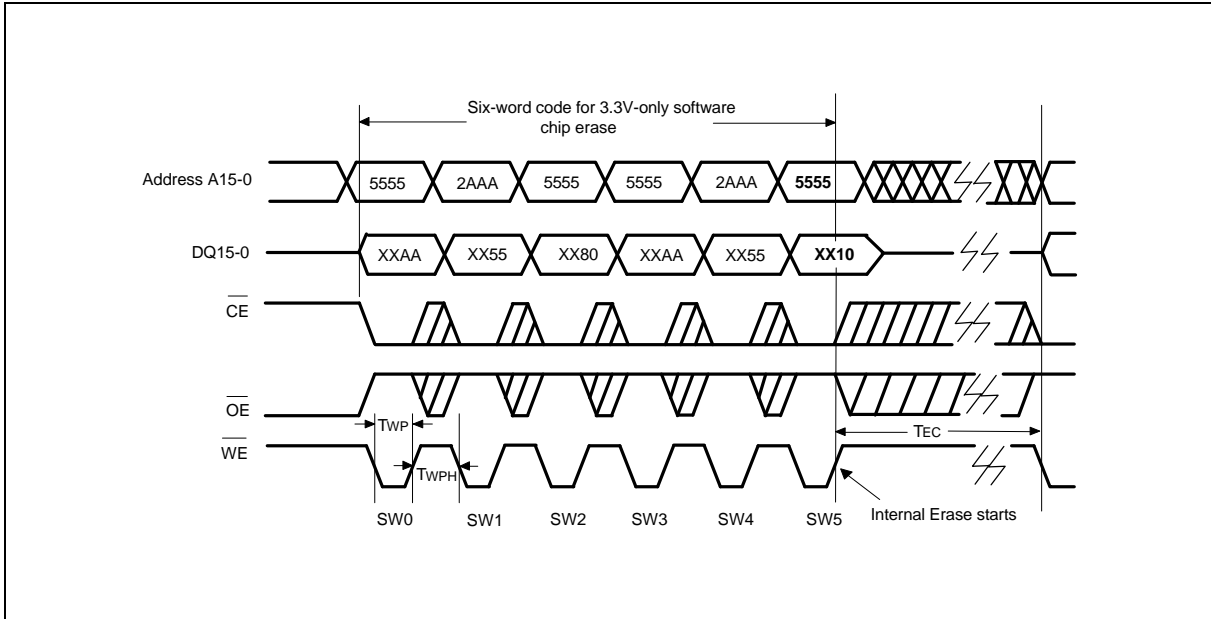 Six-word code for 3.3V-only software
chip erase
Address A15-0
5555 2AAA 5555 5555 2AAA 5555
DQ15-0
XXAA XX55 XX80 XXAA XX55 XX10
CE
OE
TWP
TEC
WE
TWPH
Internal Erase starts
SW0 SW1 SW2 SW3 SW4 SW5